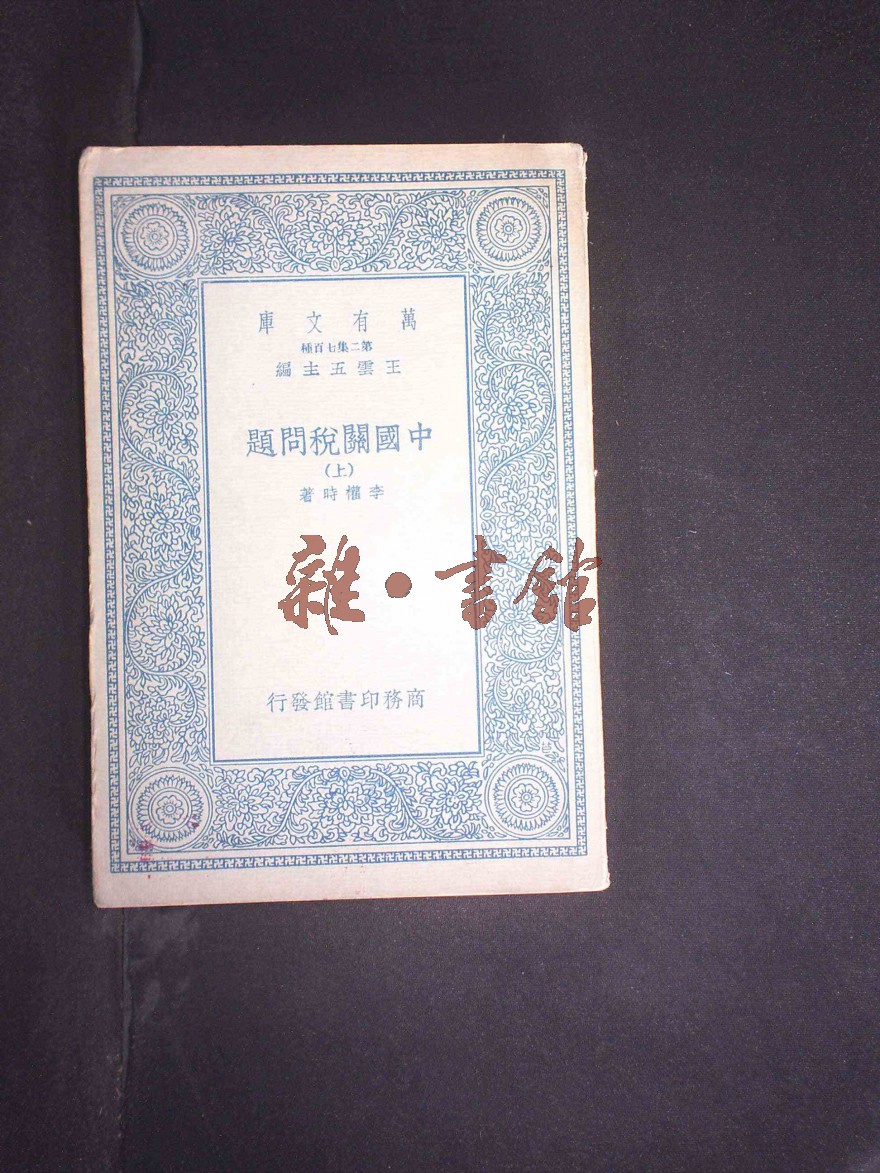 萬有文庫
第二集七百種
王雲五主編
中國關稅問題
（上）
李權時著
雜·書館
商務印書館發行